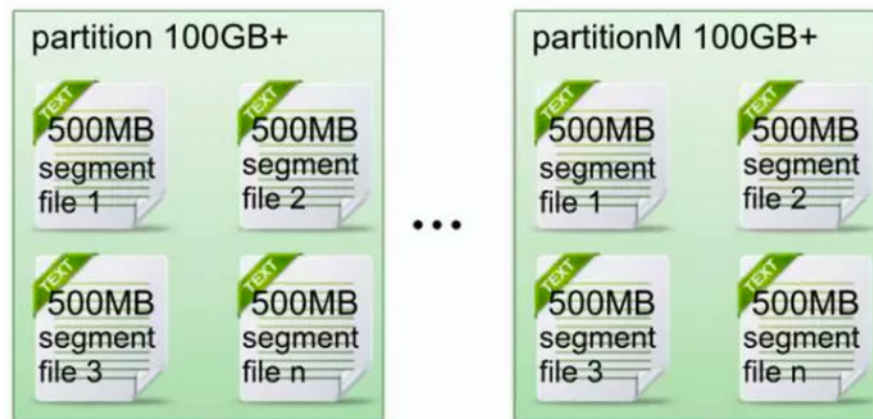 partition 100GB+
TEXT
500MB
segment
file 1
TEXT
500MB
segment
file 2
TEXT
500MB
segment
file 3
TEXT
500MB
segment
file n
...
partitionM 100GB+
TEXT
500MB
segment
file 1
TEXT
500MB
segment
file 2
TEXT
500MB
segment
file 3
TEXT
500MB
segment
file n